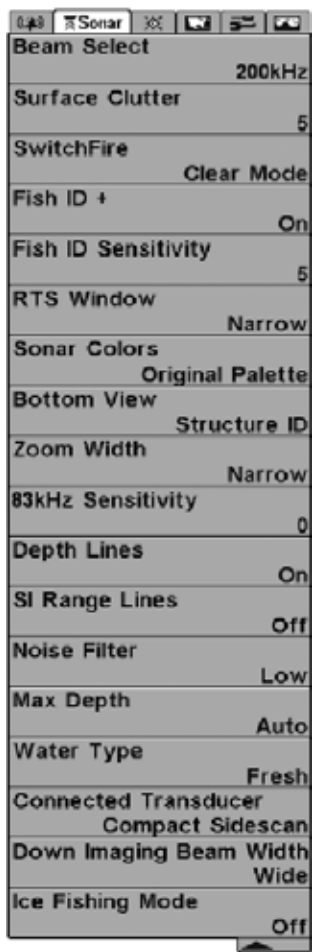 Sonar
Beam Select
200kHz
Surface Clutter
5
SwitchFire
Clear Mode
Fish ID +
On
Fish ID Sensitivity
5
RTS Window
Narrow
Sonar Colors
Original Palette
Bottom View
Structure ID
Zoom Width
Narrow
83kHz Sensitivity
0
Depth Lines
On
SI Range Lines
Off
Noise Filter
Low
Max Depth
Auto
Water Type
Fresh
Connected Transducer
Compact Sidescan
Down Imaging Beam Width
Wide
Ice Fishing Mode
Off